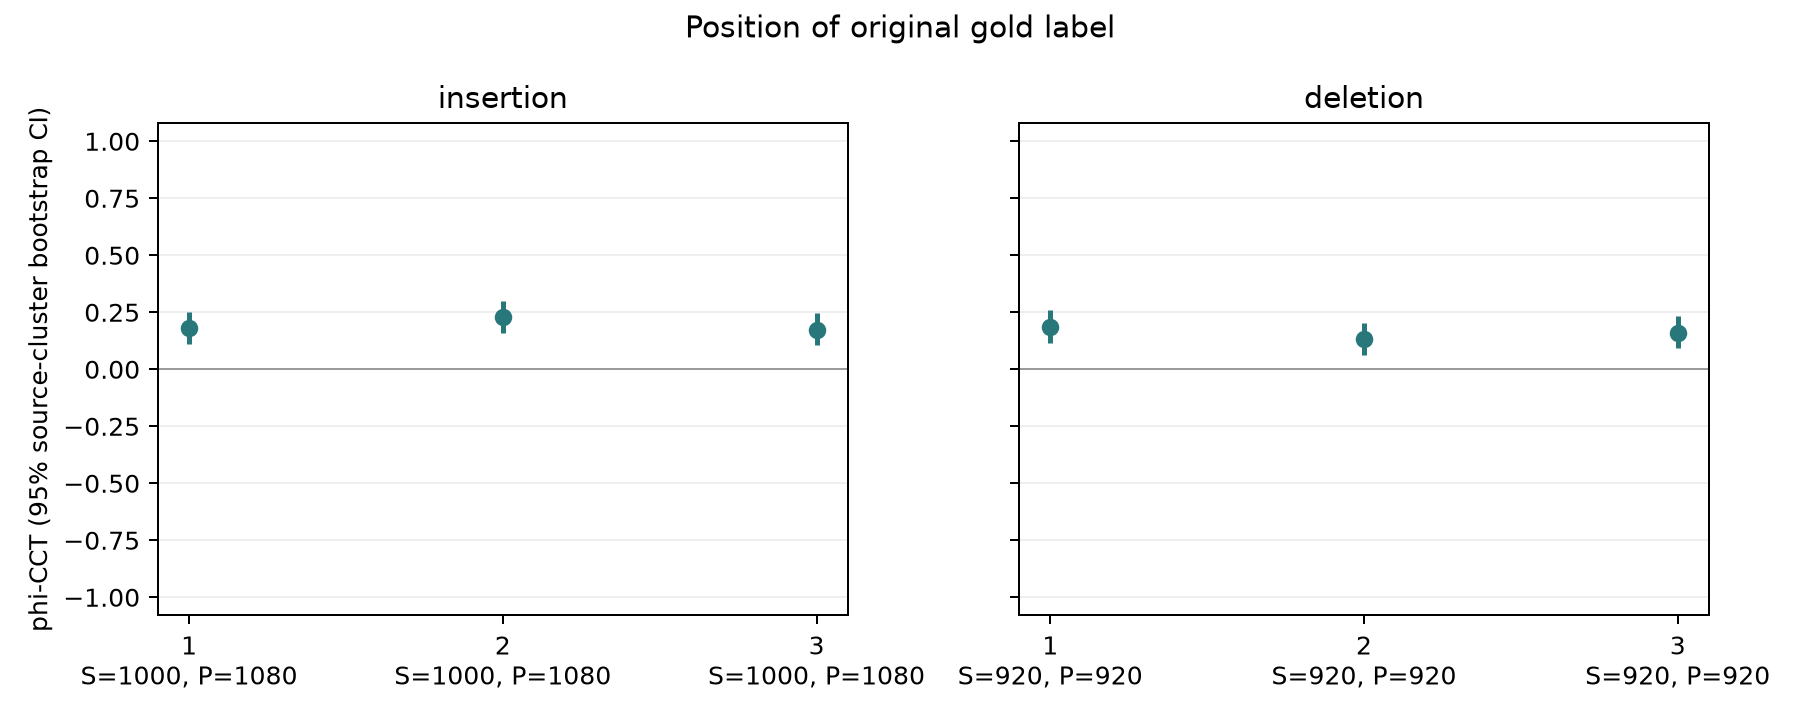 Position of original gold label
insertion
deletion
phi-CCT (95% source-cluster bootstrap CI)
1.00
0.75
0.50
0.25
0.00
−0.25
−0.50
−0.75
−1.00
1
S=1000, P=1080
2
S=1000, P=1080
3
S=1000, P=1080
1
S=920, P=920
2
S=920, P=920
3
S=920, P=920